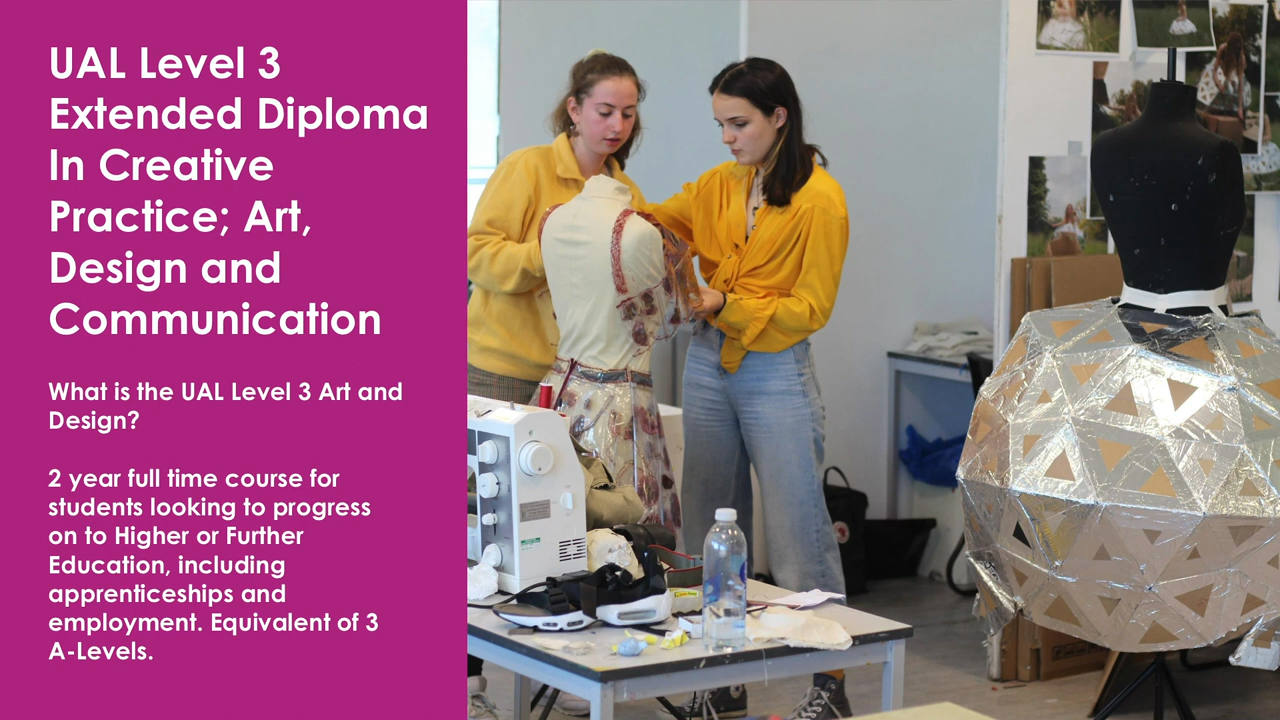 UAL Level 3
Extended Diploma
In Creative
Practice; Art,
Design and
Communication
What is the UAL Level 3 Art and
Design?
2 year full time course for
students looking to progress
on to Higher or Further
Education, including
apprenticeships and
employment. Equivalent of 3
A-Levels.